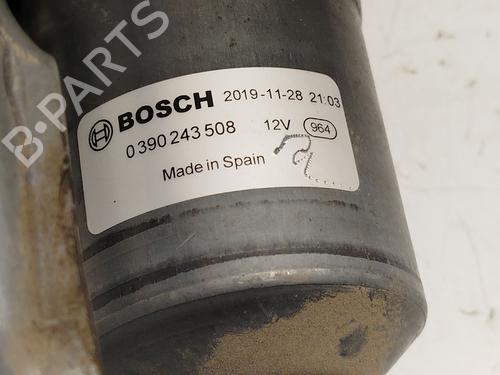 B-PARTS
BOSCH 2019-11-28 21:03
0 390 243 508 12V 964
Made in Spain